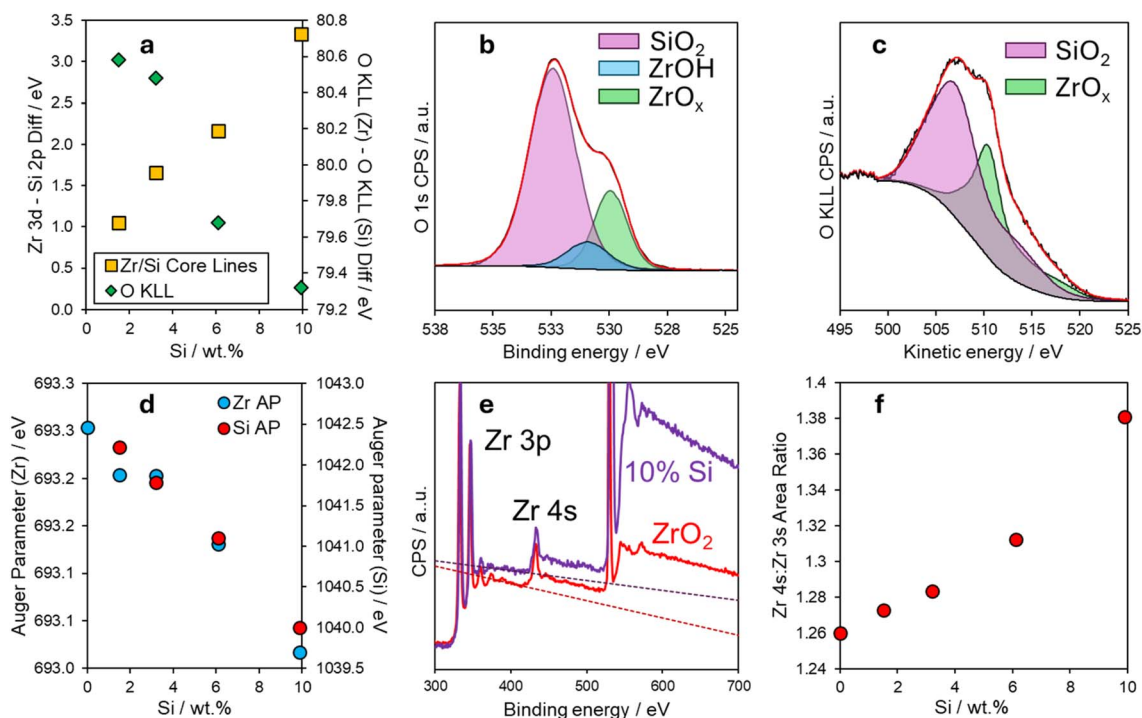 a
3.5
3.0
2.5
2.0
1.5
1.0
0.5
0.0
Zr 3d - Si 2p Diff / eV
80.8
80.6
80.4
80.2
80.0
79.8
79.6
79.4
79.2
O KLL (Zr) - O KLL (Si) Diff / eV
Zr/Si Core Lines
O KLL
0 2 4 6 8 10
Si / wt.%
b
SiO2
ZrOH
ZrOx
O 1s CPS / a.u.
538 535 533 530 528 525
Binding energy / eV
c
SiO2
ZrOx
O KLL CPS / a.u.
495 500 505 510 515 520 525
Kinetic energy / eV
d
693.3
693.3
693.2
693.2
693.1
693.1
693.0
Auger Parameter (Zr) / eV
Zr AP
Si AP
1043.0
1042.5
1042.0
1041.5
1041.0
1040.5
1040.0
1039.5
Auger parameter (Si) / eV
0 2 4 6 8 10
Si / wt.%
e
Zr 3p
Zr 4s
10% Si
ZrO2
CPS / a..u.
300 400 500 600 700
Binding energy / eV
f
1.4
1.38
1.36
1.34
1.32
1.3
1.28
1.26
1.24
Zr 4s:Zr 3s Area Ratio
0 2 4 6 8 10
Si / wt.%